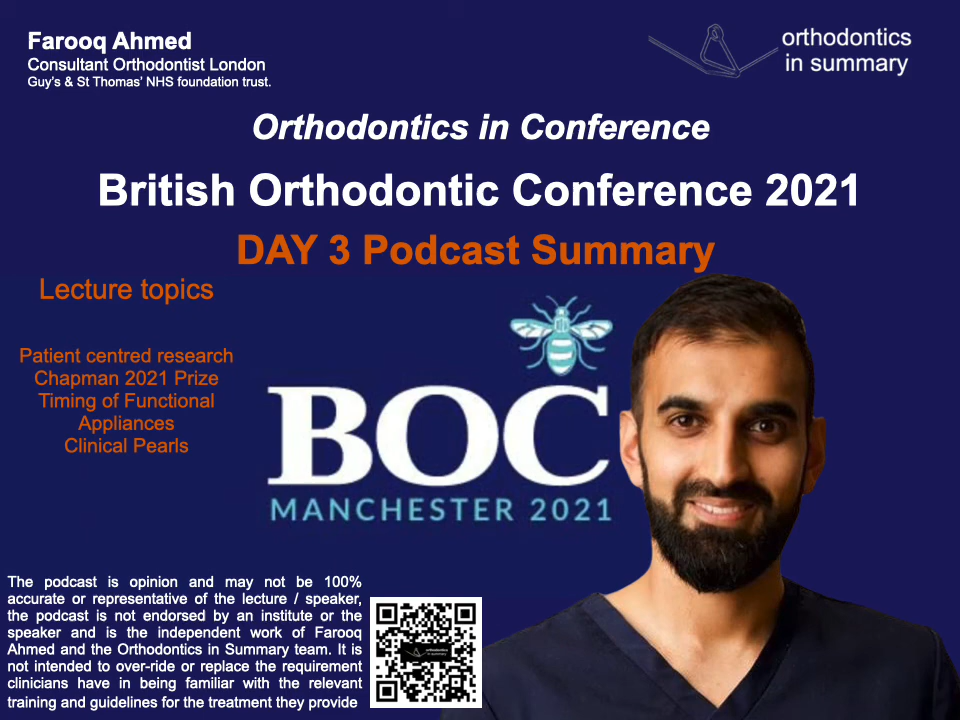 Farooq Ahmed
Consultant Orthodontist London
Guy's & St Thomas' NHS foundation trust.
orthodontics
in summary
Orthodontics in Conference
British Orthodontic Conference 2021
DAY 3 Podcast Summary
Lecture topics
Patient centred research
Chapman 2021 Prize
Timing of Functional
Appliances
Clinical Pearls
BOC
MANCHESTER 2021
The podcast is opinion and may not be 100%
accurate or representative of the lecture / speaker,
the podcast is not endorsed by an institute or the
speaker and is the independent work of Farooq
Ahmed and the Orthodontics in Summary team. It is
not intended to over-ride or replace the requirement
clinicians have in being familiar with the relevant
training and guidelines for the treatment they provide
orthodontics
in summary